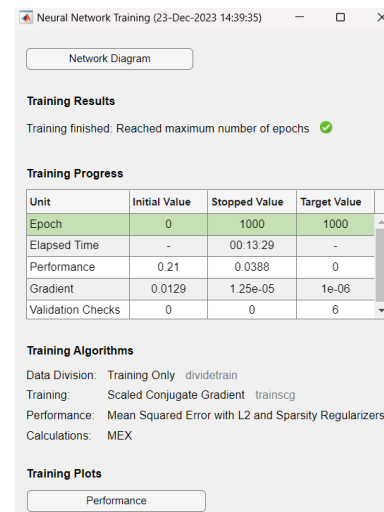 Neural Network Training (23-Dec-2023 14:39:35)
Network Diagram
Training Results
Training finished: Reached maximum number of epochs
Training Progress
Unit Initial Value Stopped Value Target Value
Epoch 0 1000 1000
Elapsed Time - 00:13:29 -
Performance 0.21 0.0388 0
Gradient 0.0129 1.25e-05 1e-06
Validation Checks 0 0 6
Training Algorithms
Data Division: Training Only dividetrain
Training: Scaled Conjugate Gradient trainscg
Performance: Mean Squared Error with L2 and Sparsity Regularizers
Calculations: MEX
Training Plots
Performance